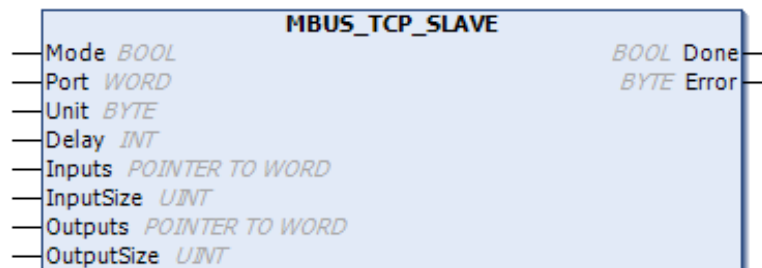 MBUS_TCP_SLAVE
Mode BOOL BOOL Done
Port WORD BYTE Error
Unit BYTE
Delay INT
Inputs POINTER TO WORD
InputSize UINT
Outputs POINTER TO WORD
OutputSize UINT